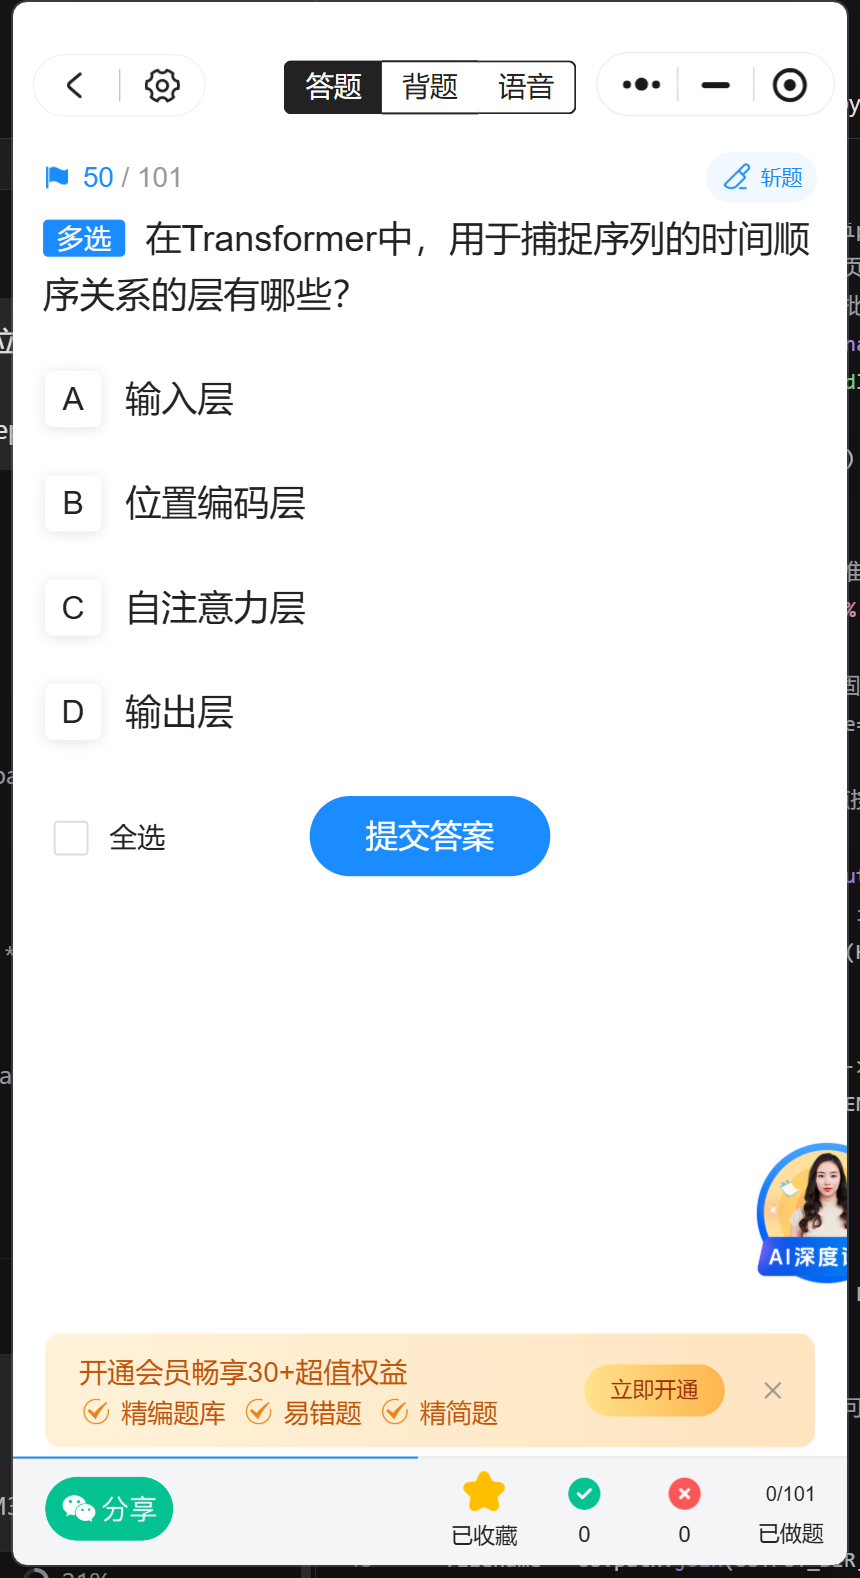 答题 背题 语音
50 / 101
斩题
多选 在Transformer中，用于捕捉序列的时间顺
序关系的层有哪些？
A 输入层
B 位置编码层
C 自注意力层
D 输出层
全选 提交答案
AI深度
开通会员畅享30+超值权益
精编题库 易错题 精简题
立即开通
分享
已收藏
0
0
0/101
已做题